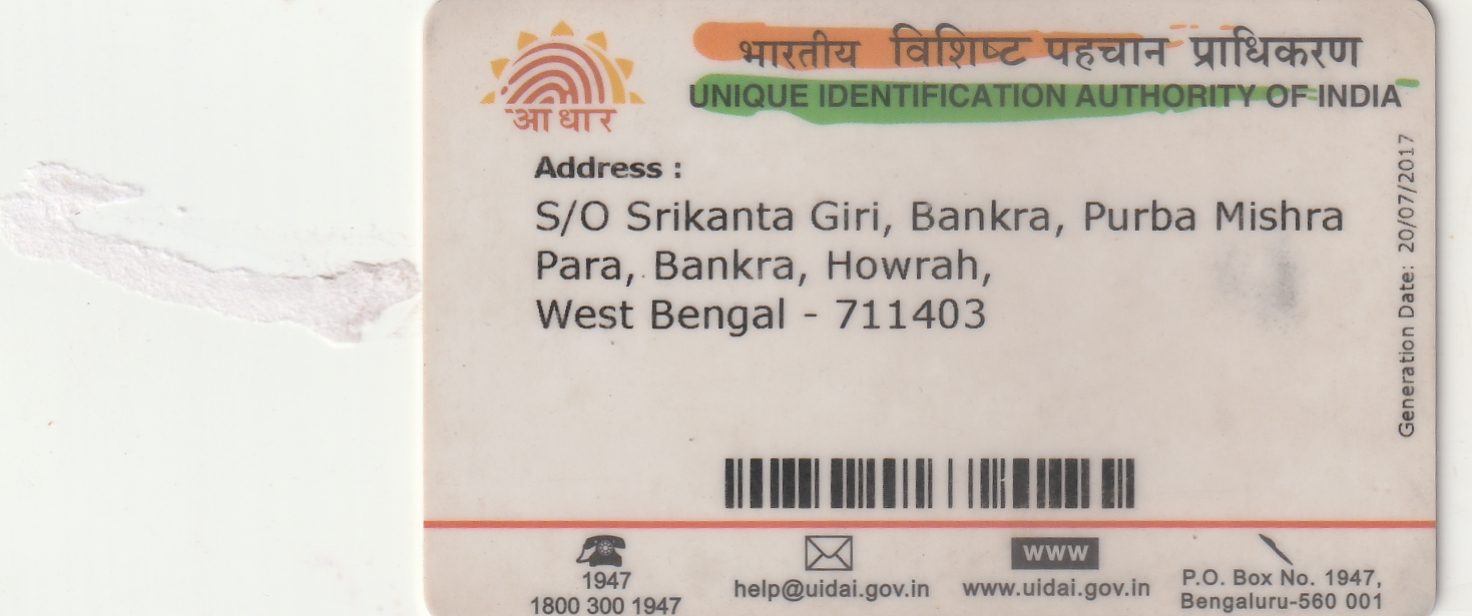 भारतीय विशिष्ट पहचान प्राधिकरण
UNIQUE IDENTIFICATION AUTHORITY OF INDIA
आधार
Address :
S/O Srikanta Giri, Bankra, Purba Mishra
Para, Bankra, Howrah,
West Bengal - 711403
Generation Date: 20/07/2017
1947
1800 300 1947
help@uidai.gov.in
www
www.uidai.gov.in
P.O. Box No. 1947,
Bengaluru-560 001